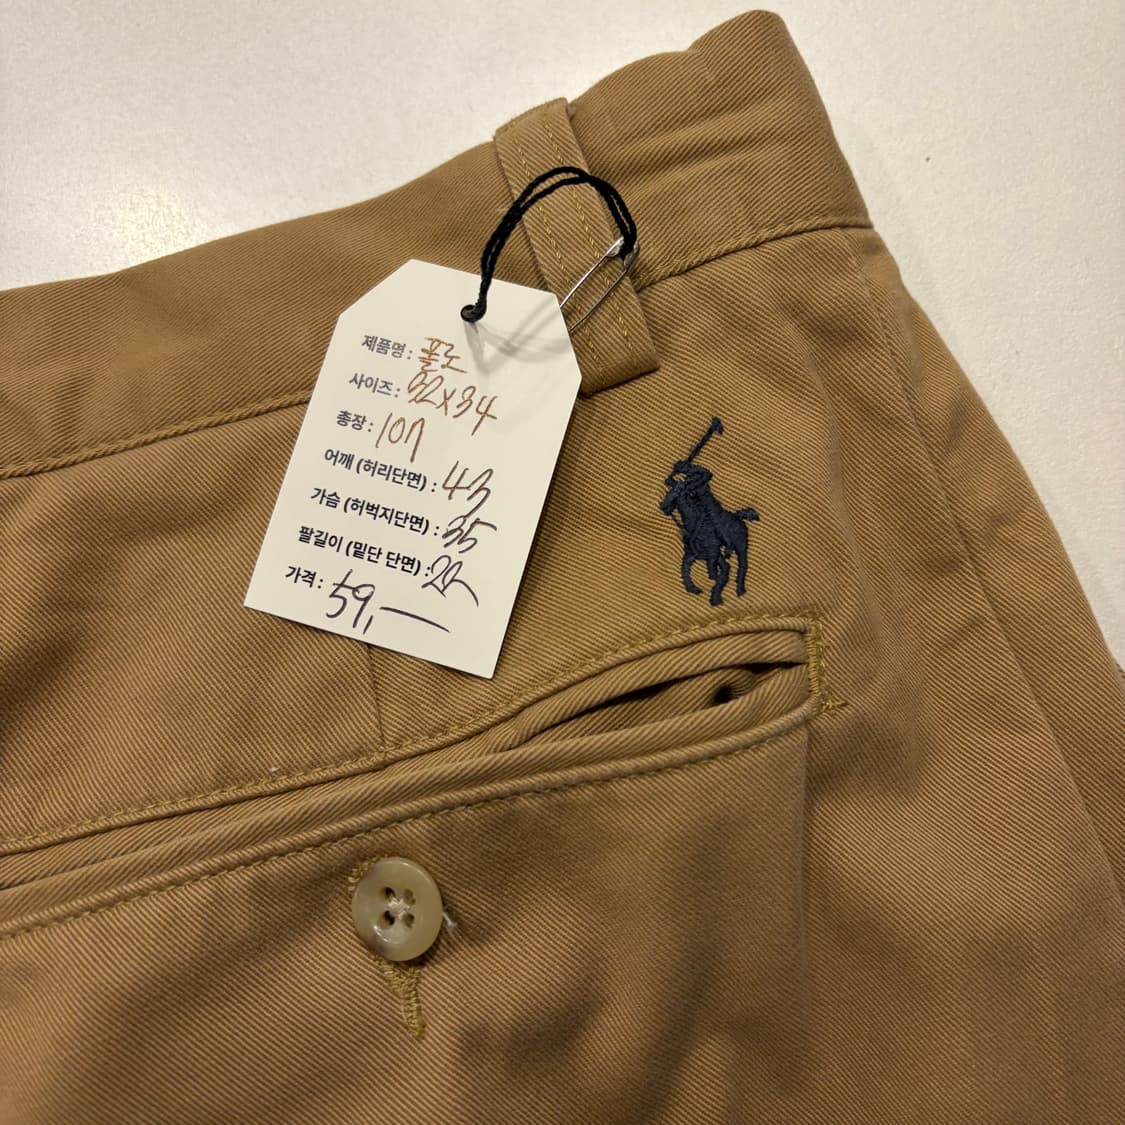 제품명 : 폴로
사이즈 : 32x34
총장 : 107
어깨 (허리단면) : 43
가슴 (허벅지단면) : 35
팔길이 (밑단 단면) :
가격 : 59,—